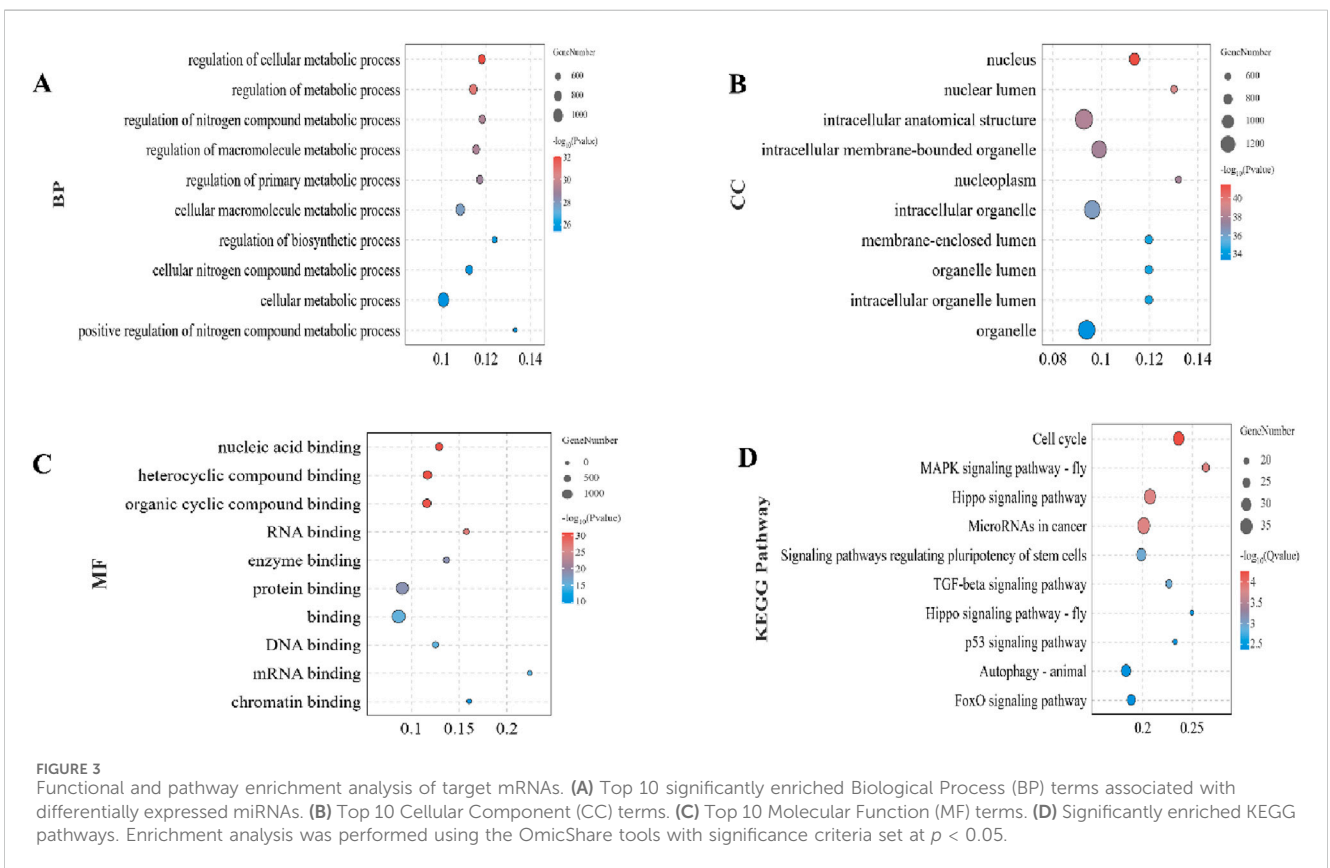 A
BP
regulation of cellular metabolic process
regulation of metabolic process
regulation of nitrogen compound metabolic process
regulation of macromolecule metabolic process
regulation of primary metabolic process
cellular macromolecule metabolic process
regulation of biosynthetic process
cellular nitrogen compound metabolic process
cellular metabolic process
positive regulation of nitrogen compound metabolic process
0.1 0.12 0.14
GeneNumber
600
800
1000
-log10(Pvalue)
32
30
28
26
B
CC
nucleus
nuclear lumen
intracellular anatomical structure
intracellular membrane-bounded organelle
nucleoplasm
intracellular organelle
membrane-enclosed lumen
organelle lumen
intracellular organelle lumen
organelle
0.08 0.1 0.12 0.14
GeneNumber
600
800
1000
1200
-log10(Pvalue)
40
38
36
34
C
MF
nucleic acid binding
heterocyclic compound binding
organic cyclic compound binding
RNA binding
enzyme binding
protein binding
binding
DNA binding
mRNA binding
chromatin binding
0.1 0.15 0.2
GeneNumber
0
500
1000
-log10(Pvalue)
30
25
20
15
10
D
KEGG Pathway
Cell cycle
MAPK signaling pathway - fly
Hippo signaling pathway
MicroRNAs in cancer
Signaling pathways regulating pluripotency of stem cells
TGF-beta signaling pathway
Hippo signaling pathway - fly
p53 signaling pathway
Autophagy - animal
FoxO signaling pathway
0.2 0.25
GeneNumber
20
25
30
35
-log10(Qvalue)
4
3.5
3
2.5
FIGURE 3
Functional and pathway enrichment analysis of target mRNAs. (A) Top 10 significantly enriched Biological Process (BP) terms associated with
differentially expressed miRNAs. (B) Top 10 Cellular Component (CC) terms. (C) Top 10 Molecular Function (MF) terms. (D) Significantly enriched KEGG
pathways. Enrichment analysis was performed using the OmicShare tools with significance criteria set at p < 0.05.